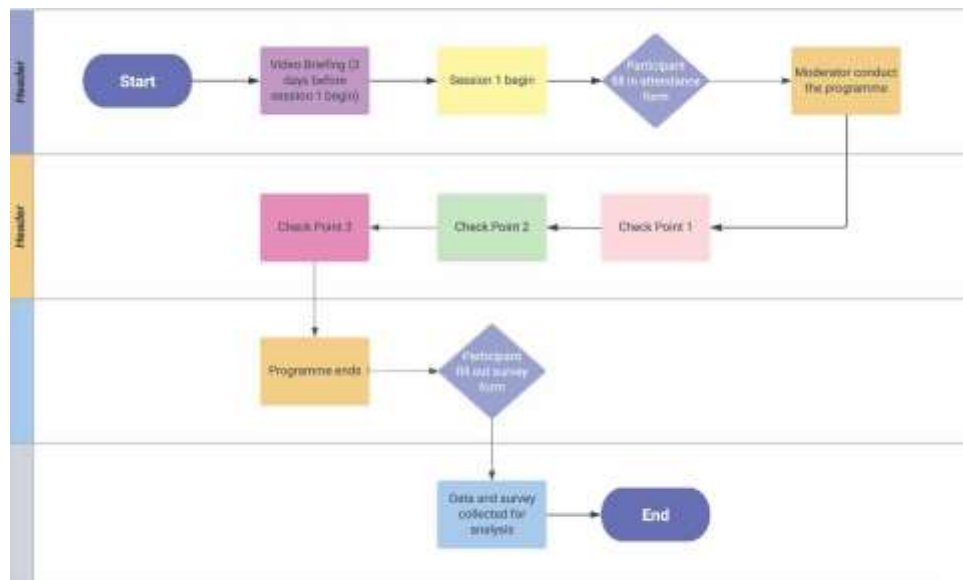 Header
Start
Video Briefing (3
days before
session 1 begin)
Session 1 begin
Participant
fill in attendance
form
Moderator conduct
the programme
Header
Check Point 3
Check Point 2
Check Point 1
Programme ends
Participant
fill out survey
form
Data and survey
collected for
analysis
End